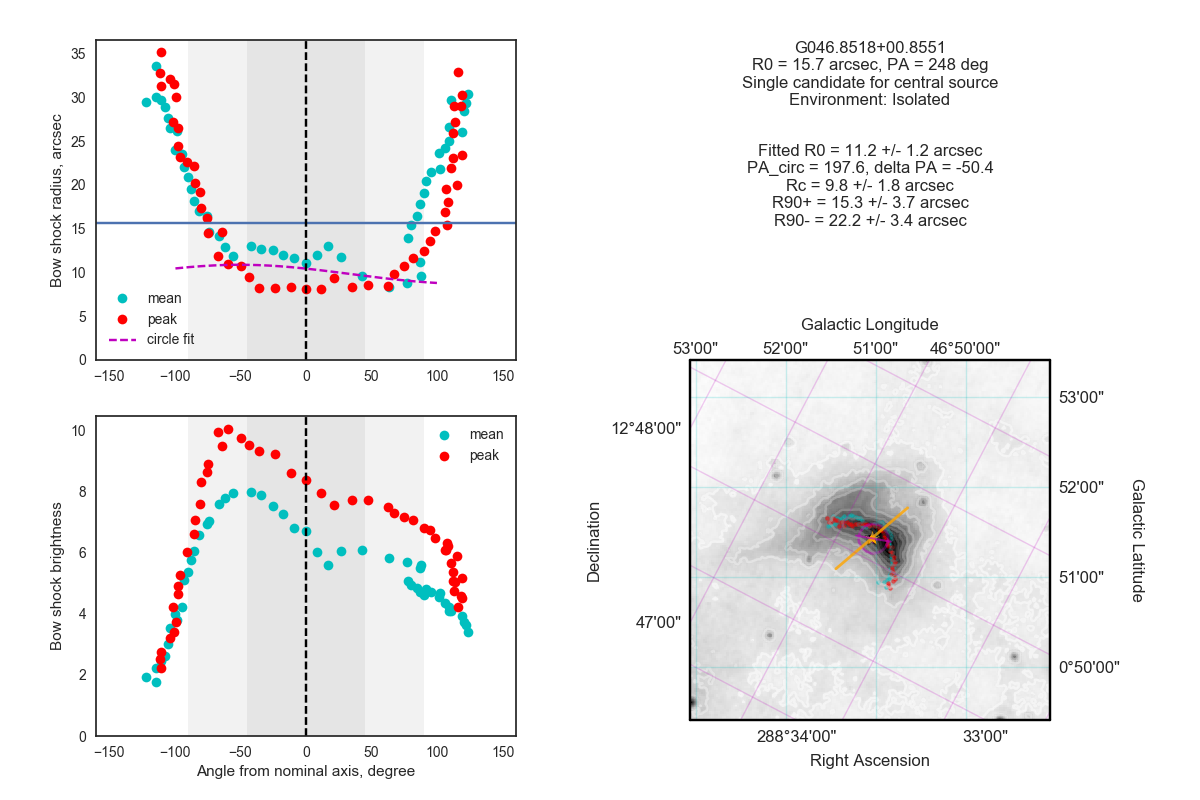 35
30
25
20
15
10
5
0
Bow shock radius, arcsec
mean
peak
circle fit
−150 −100 −50 0 50 100 150
10
8
6
4
2
0
Bow shock brightness
mean
peak
−150 −100 −50 0 50 100 150
Angle from nominal axis, degree
G046.8518+00.8551
R0 = 15.7 arcsec, PA = 248 deg
Single candidate for central source
Environment: Isolated
Fitted R0 = 11.2 +/- 1.2 arcsec
PA_circ = 197.6, delta PA = -50.4
Rc = 9.8 +/- 1.8 arcsec
R90+ = 15.3 +/- 3.7 arcsec
R90- = 22.2 +/- 3.4 arcsec
Galactic Longitude
53'00" 52'00" 51'00" 46°50'00"
12°48'00"
47'00"
Declination
53'00"
52'00"
51'00"
0°50'00"
Galactic Latitude
288°34'00" 33'00"
Right Ascension